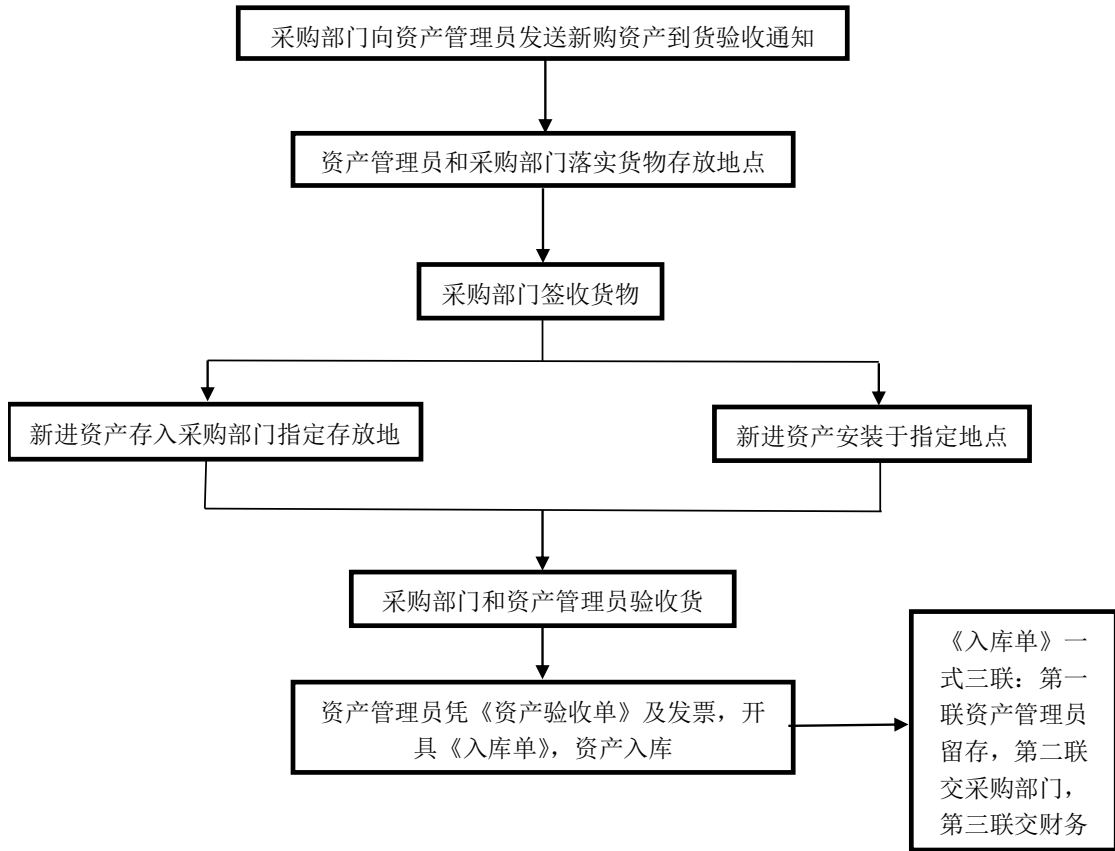 采购部门向资产管理员发送新购资产到货验收通知
资产管理员和采购部门落实货物存放地点
采购部门签收货物
新进资产存入采购部门指定存放地
新进资产安装于指定地点
采购部门和资产管理员验收货
资产管理员凭《资产验收单》及发票，开
具《入库单》，资产入库
《入库单》一
式三联：第一
联资产管理员
留存，第二联
交采购部门，
第三联交财务